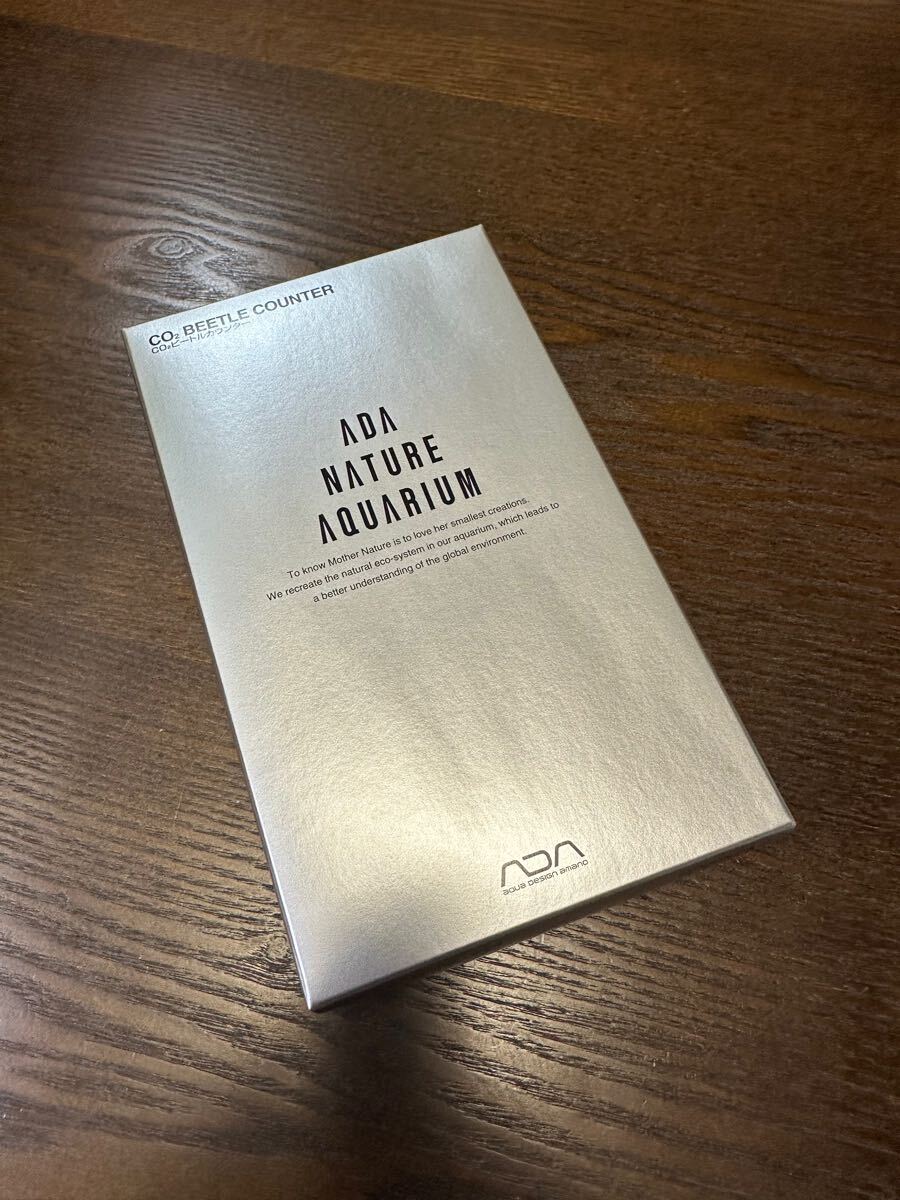 CO₂ BEETLE COUNTER
CO₂ビートルカウンター
ADA
NATURE
AQUARIUM
To know Mother Nature is to love her smallest creations.
We recreate the natural eco-system in our aquarium, which leads to
a better understanding of the global environment.
ADA
aqua design amano